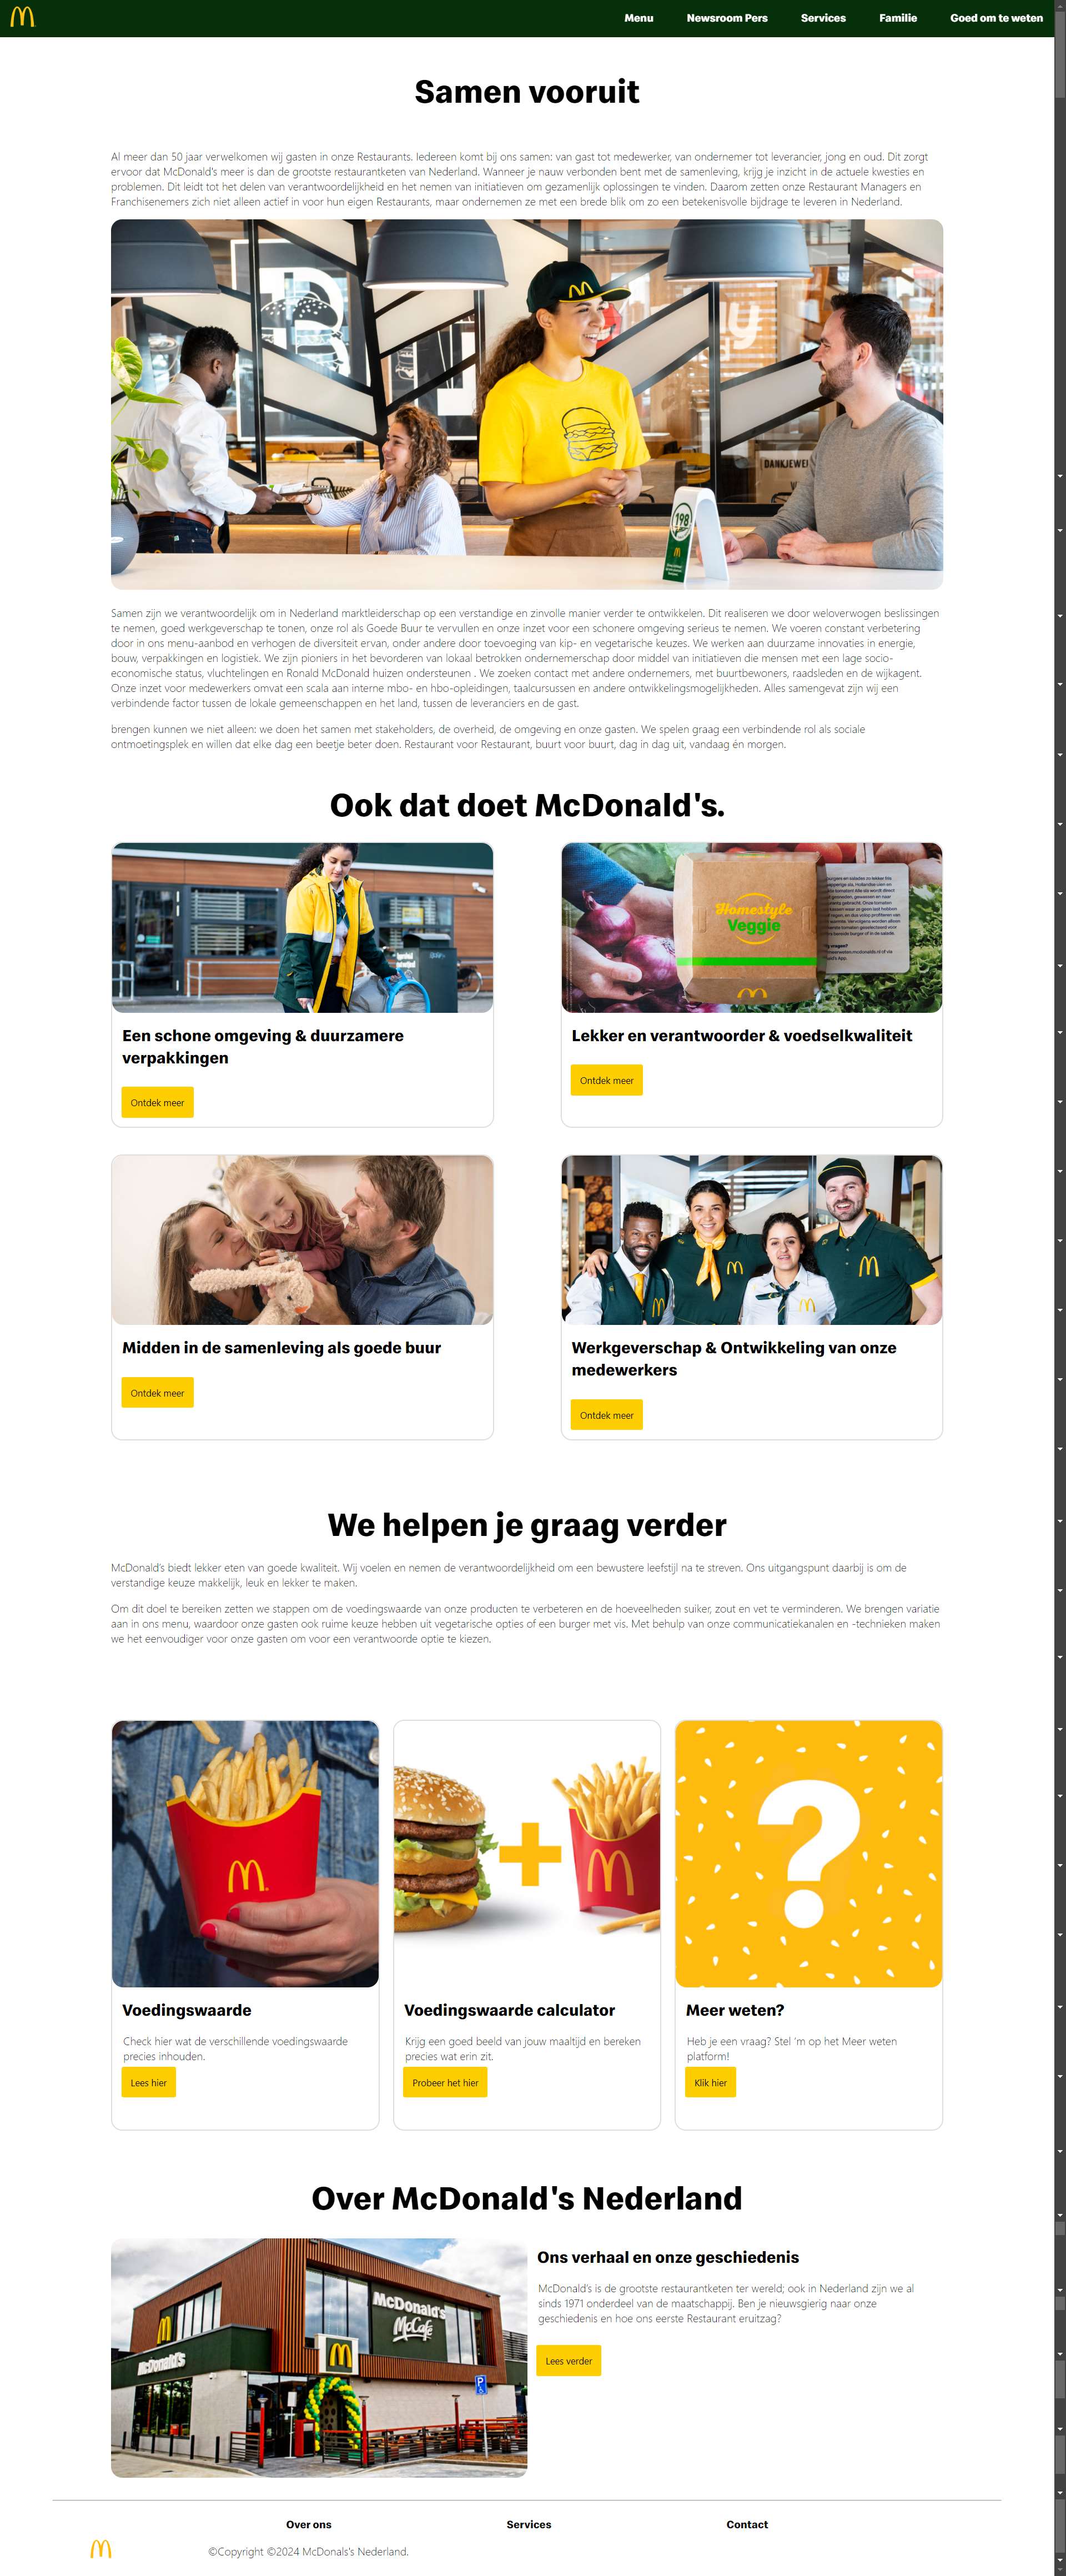 Menu Newsroom Pers Services Familie Goed om te weten
Samen vooruit
Al meer dan 50 jaar verwelkomen wij gasten in onze Restaurants. Iedereen komt bij ons samen: van gast tot medewerker, van ondernemer tot leverancier, jong en oud. Dit zorgt
ervoor dat McDonald's meer is dan de grootste restaurantketen van Nederland. Wanneer je nauw verbonden bent met de samenleving, krijg je inzicht in de actuele kwesties en
problemen. Dit leidt tot het delen van verantwoordelijkheid en het nemen van initiatieven om gezamenlijk oplossingen te vinden. Daarom zetten onze Restaurant Managers en
Franchisenemers zich niet alleen actief in voor hun eigen Restaurants, maar ondernemen ze met een brede blik om zo een betekenisvolle bijdrage te leveren in Nederland.
DANKJEWEL
198
Samen zijn we verantwoordelijk om in Nederland marktleiderschap op een verstandige en zinvolle manier verder te ontwikkelen. Dit realiseren we door weloverwogen beslissingen
te nemen, goed werkgeverschap te tonen, onze rol als Goede Buur te vervullen en onze inzet voor een schonere omgeving serieus te nemen. We voeren constant verbetering
door in ons menu-aanbod en verhogen de diversiteit ervan, onder andere door toevoeging van kip- en vegetarische keuzes. We werken aan duurzame innovaties in energie,
bouw, verpakkingen en logistiek. We zijn pioniers in het bevorderen van lokaal betrokken ondernemerschap door middel van initiatieven die mensen met een lage socio-
economische status, vluchtelingen en Ronald McDonald huizen ondersteunen . We zoeken contact met andere ondernemers, met buurtbewoners, raadsleden en de wijkagent.
Onze inzet voor medewerkers omvat een scala aan interne mbo- en hbo-opleidingen, taalcursussen en andere ontwikkelingsmogelijkheden. Alles samengevat zijn wij een
verbindende factor tussen de lokale gemeenschappen en het land, tussen de leveranciers en de gast.
brengen kunnen we niet alleen: we doen het samen met stakeholders, de overheid, de omgeving en onze gasten. We spelen graag een verbindende rol als sociale
ontmoetingsplek en willen dat elke dag een beetje beter doen. Restaurant voor Restaurant, buurt voor buurt, dag in dag uit, vandaag én morgen.
Ook dat doet McDonald's.
Homestyle
Veggie
Een schone omgeving & duurzamere
verpakkingen
Ontdek meer
Lekker en verantwoorder & voedselkwaliteit
Ontdek meer
Midden in de samenleving als goede buur
Ontdek meer
Werkgeverschap & Ontwikkeling van onze
medewerkers
Ontdek meer
We helpen je graag verder
McDonald's biedt lekker eten van goede kwaliteit. Wij voelen en nemen de verantwoordelijkheid om een bewustere leefstijl na te streven. Ons uitgangspunt daarbij is om de
verstandige keuze makkelijk, leuk en lekker te maken.
Om dit doel te bereiken zetten we stappen om de voedingswaarde van onze producten te verbeteren en de hoeveelheden suiker, zout en vet te verminderen. We brengen variatie
aan in ons menu, waardoor onze gasten ook ruime keuze hebben uit vegetarische opties of een burger met vis. Met behulp van onze communicatiekanalen en -technieken maken
we het eenvoudiger voor onze gasten om voor een verantwoorde optie te kiezen.
?
Voedingswaarde
Check hier wat de verschillende voedingswaarde
precies inhouden.
Lees hier
Voedingswaarde calculator
Krijg een goed beeld van jouw maaltijd en bereken
precies wat erin zit.
Probeer het hier
Meer weten?
Heb je een vraag? Stel 'm op het Meer weten
platform!
Klik hier
Over McDonald's Nederland
McDonald's
McCafé
McDonald's
P
Ons verhaal en onze geschiedenis
McDonald's is de grootste restaurantketen ter wereld; ook in Nederland zijn we al
sinds 1971 onderdeel van de maatschappij. Ben je nieuwsgierig naar onze
geschiedenis en hoe ons eerste Restaurant eruitzag?
Lees verder
Over ons Services Contact
©Copyright ©2024 McDonals's Nederland.